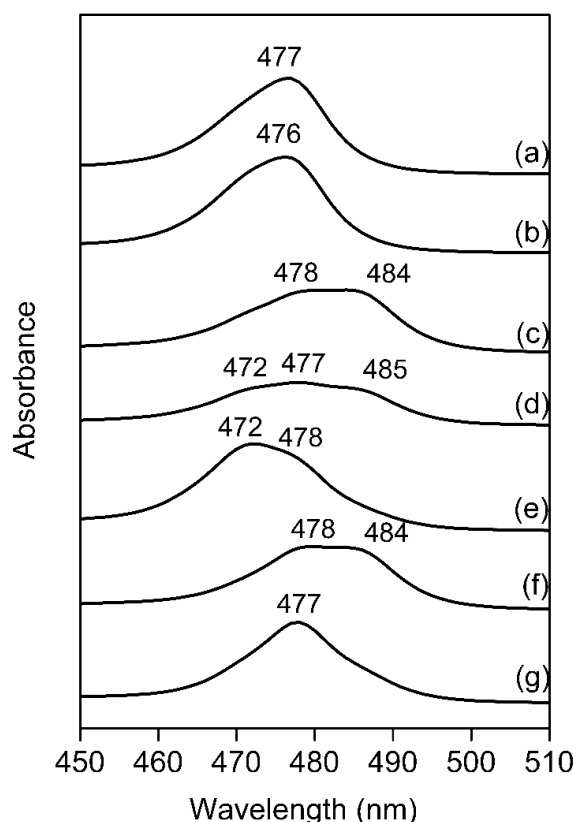 477
(a)
476
(b)
478 484
(c)
472 477 485
(d)
472 478
(e)
478 484
(f)
477
(g)
Absorbance
450 460 470 480 490 500 510
Wavelength (nm)